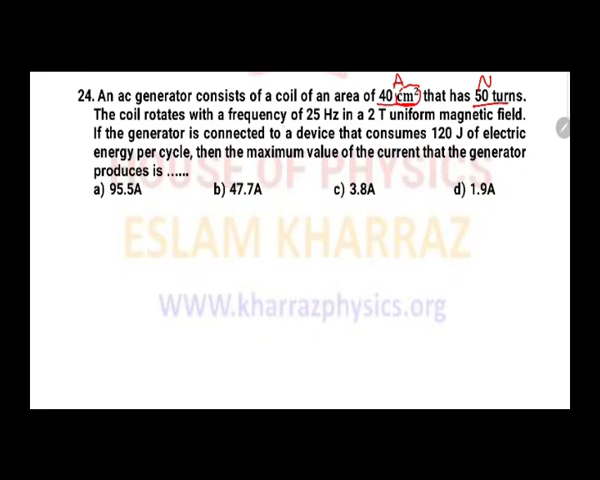 A N
24. An ac generator consists of a coil of an area of 40 cm² that has 50 turns.
The coil rotates with a frequency of 25 Hz in a 2 T uniform magnetic field.
If the generator is connected to a device that consumes 120 J of electric
energy per cycle, then the maximum value of the current that the generator
produces is ......
HOUSE OF PHYSICS
a) 95.5A b) 47.7A c) 3.8A d) 1.9A
ESLAM KHARRAZ
WWW.kharrazphysics.org